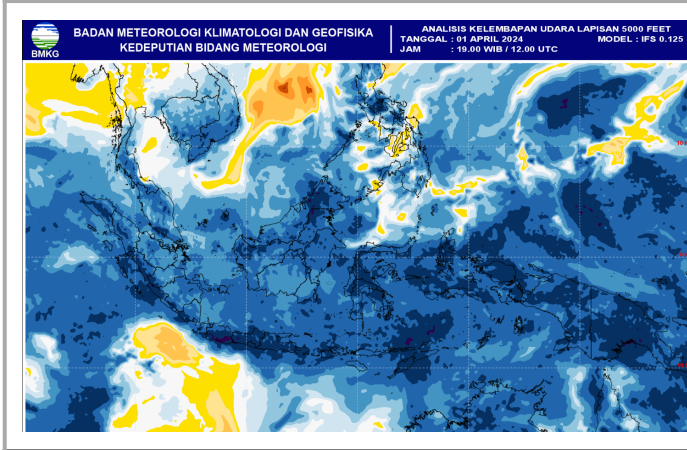 BADAN METEOROLOGI KLIMATOLOGI DAN GEOFISIKA
KEDEPUTIAN BIDANG METEOROLOGI
BMKG
ANALISIS KELEMBAPAN UDARA LAPISAN 5000 FEET
TANGGAL : 01 APRIL 2024 MODEL : IFS 0.125
JAM : 19.00 WIB / 12.00 UTC